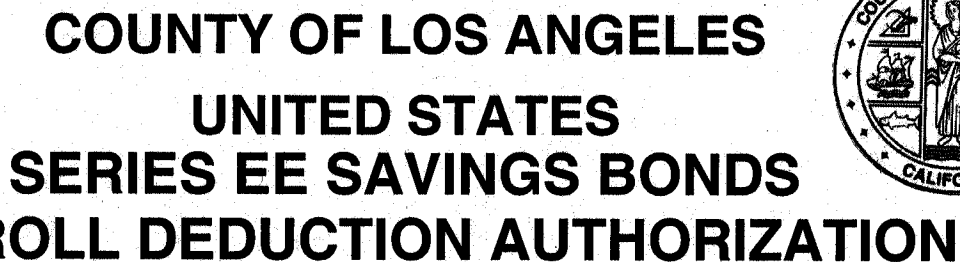 COUNTY OF LOS ANGELES
UNITED STATES
SERIES EE SAVINGS BONDS
ROLL DEDUCTION AUTHORIZATION